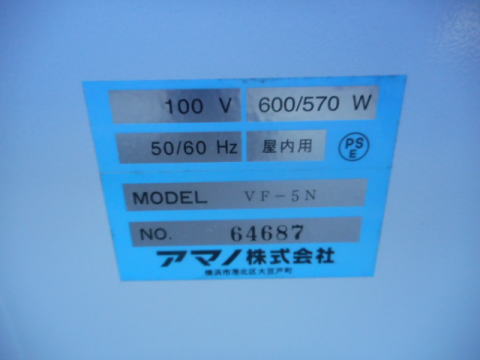 100 V 600/570 W
50/60 Hz 屋内用 PSE
MODEL VF-5N
NO. 64687
アマノ株式会社
横浜市港北区大豆戸町